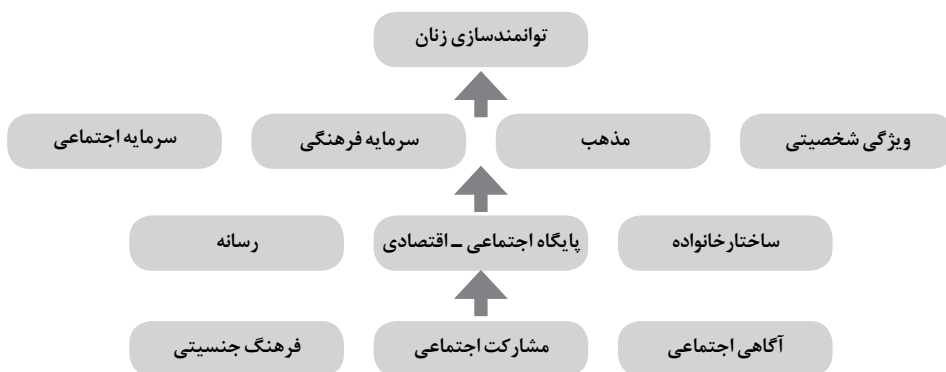 توانمندسازی زنان
ویژگی شخصیتی
مذهب
سرمایه فرهنگی
سرمایه اجتماعی
ساختار خانواده
پایگاه اجتماعی ـ اقتصادی
رسانه
آگاهی اجتماعی
مشارکت اجتماعی
فرهنگ جنسیتی